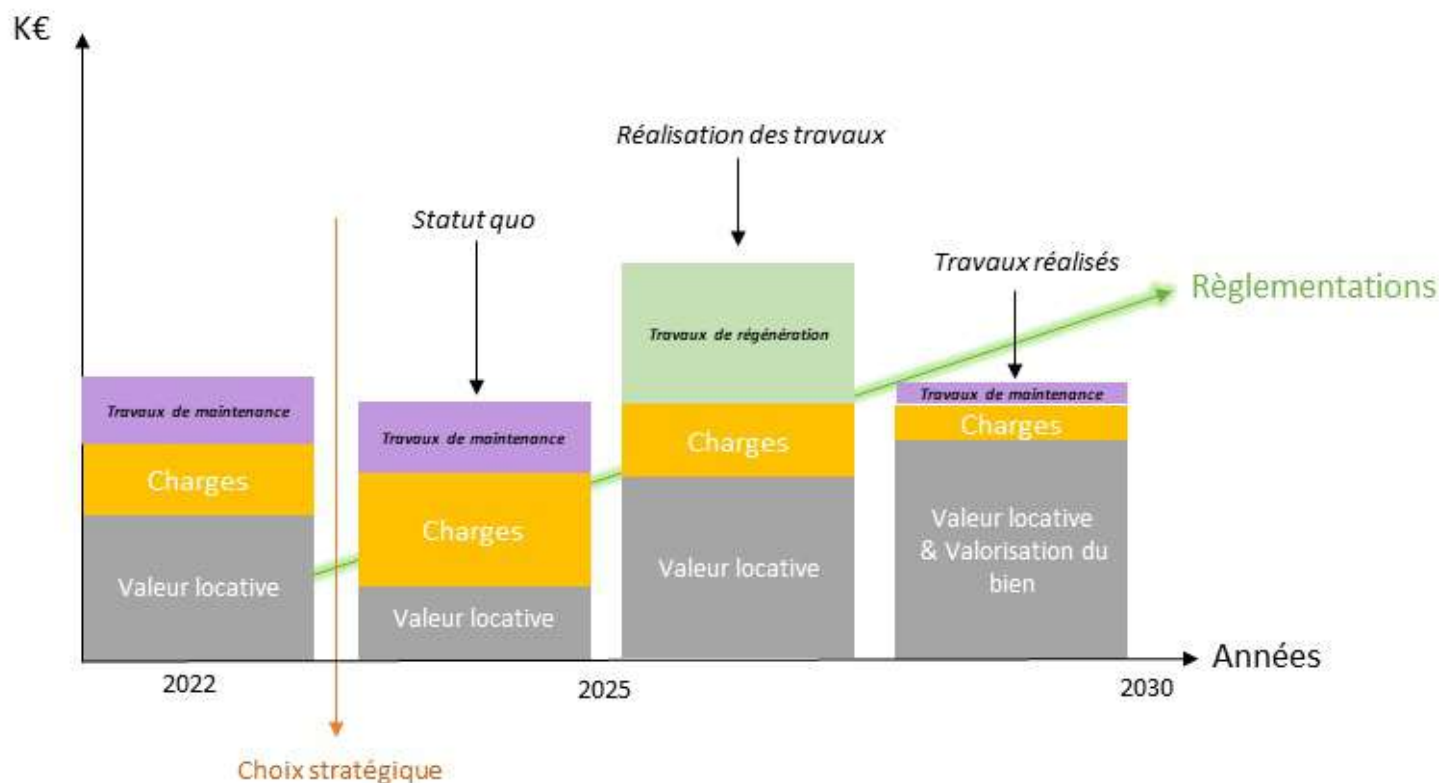 K€
Réalisation des travaux
Statut quo
Travaux réalisés
Règlementations
Travaux de maintenance
Charges
Valeur locative
Travaux de maintenance
Charges
Valeur locative
Travaux de régénération
Charges
Valeur locative
Travaux de maintenance
Charges
Valeur locative
& Valorisation du
bien
Années
2022
2025
2030
Choix stratégique